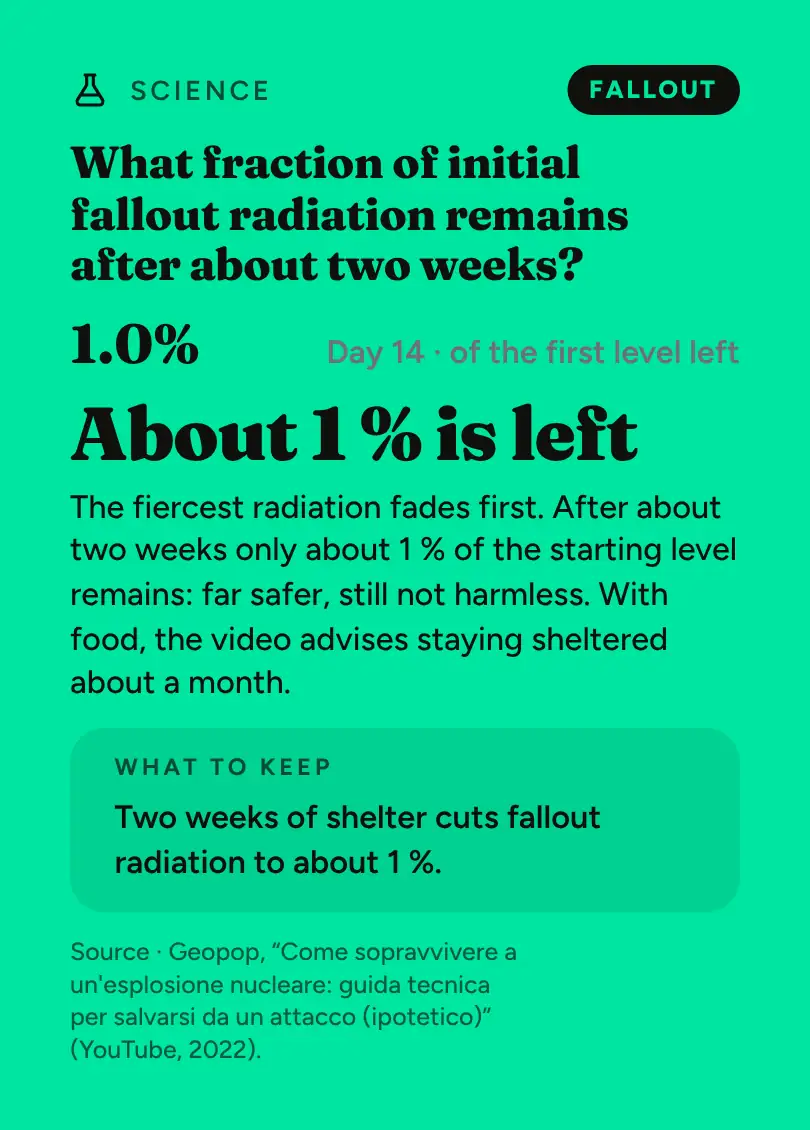 SCIENCE
FALLOUT
What fraction of initial
fallout radiation remains
after about two weeks?
1.0%
Day 14 · of the first level left
About 1 % is left
The fiercest radiation fades first. After about
two weeks only about 1 % of the starting level
remains: far safer, still not harmless. With
food, the video advises staying sheltered
about a month.
WHAT TO KEEP
Two weeks of shelter cuts fallout
radiation to about 1 %.
Source · Geopop, “Come sopravvivere a
un'esplosione nucleare: guida tecnica
per salvarsi da un attacco (ipotetico)”
(YouTube, 2022).